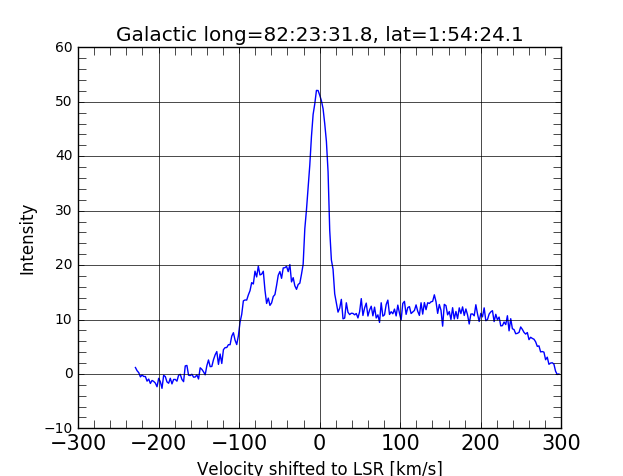 Galactic long=82:23:31.8, lat=1:54:24.1
60
50
40
30
20
10
0
−10
Intensity
−300 −200 −100 0 100 200 300
Velocity shifted to LSR [km/s]